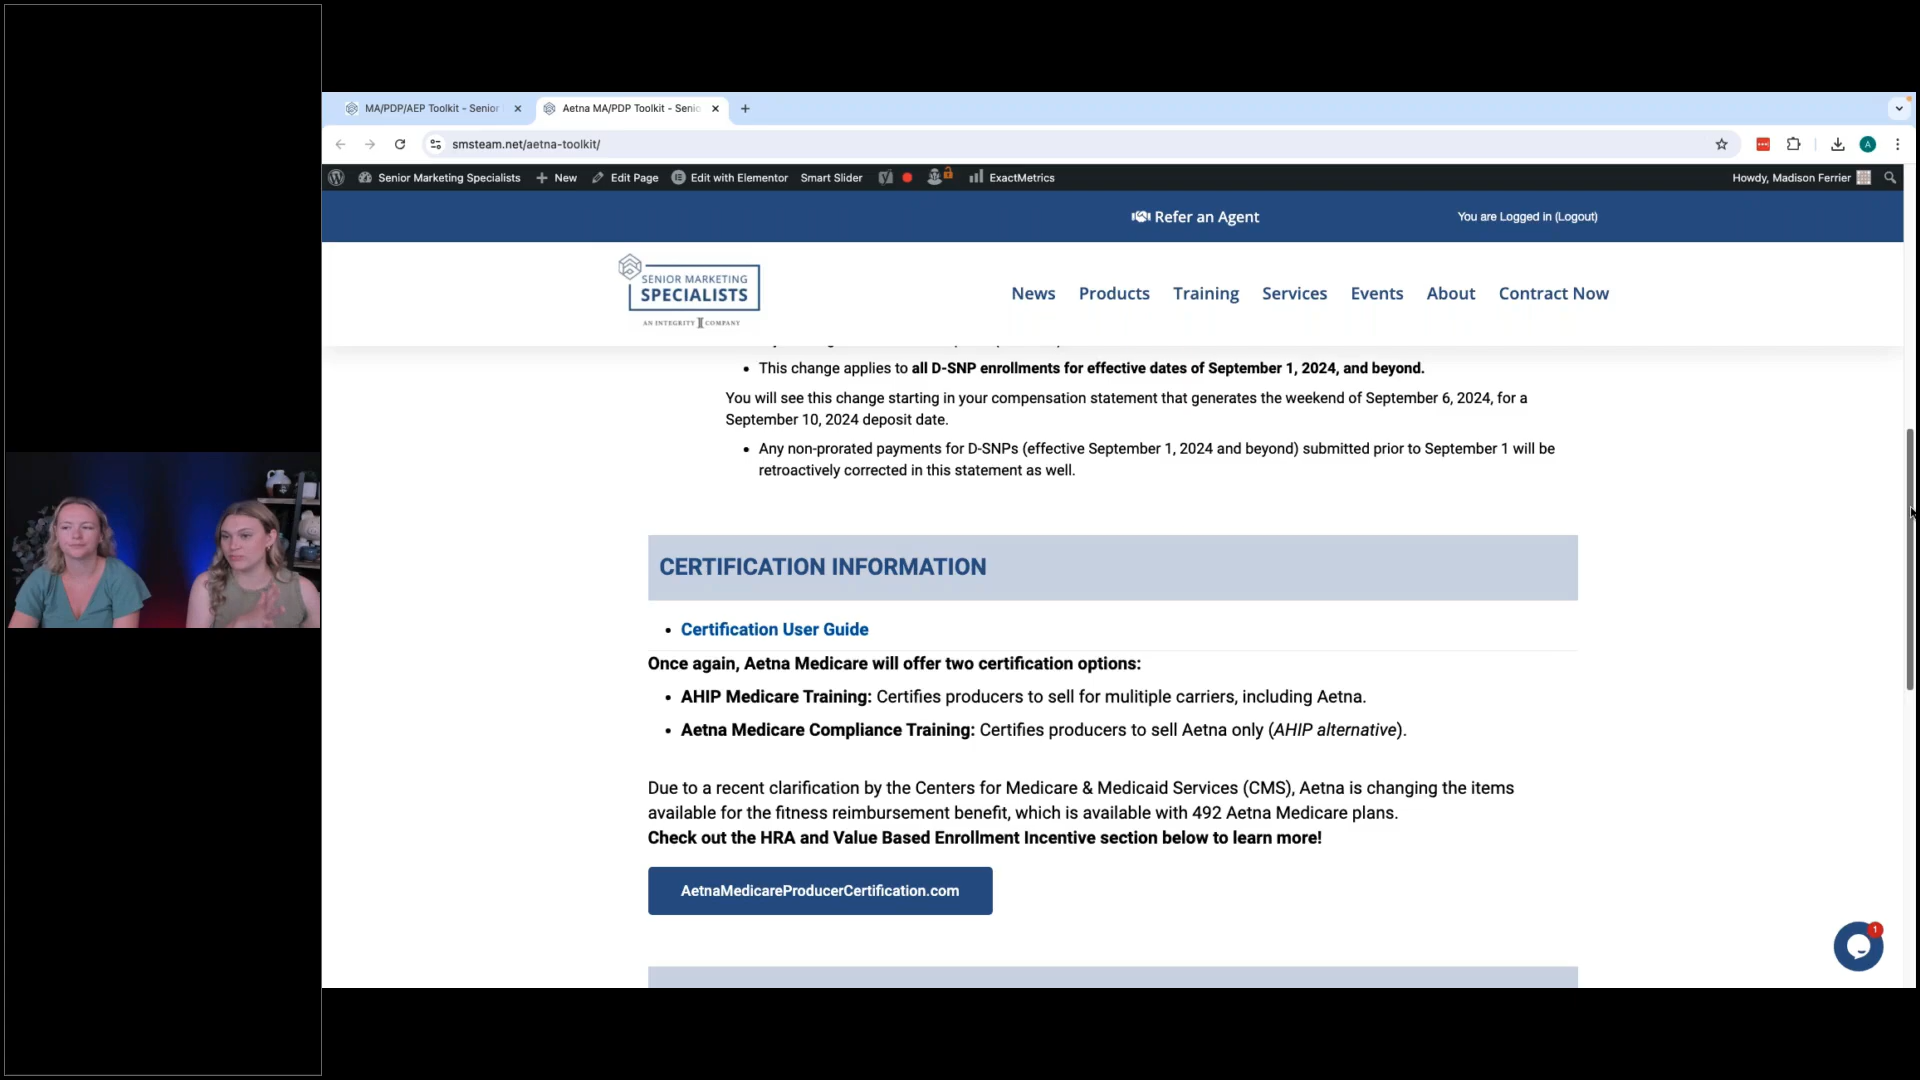 MA/PDP/AEP Toolkit - Senior
Aetna MA/PDP Toolkit - Senio
smsteam.net/aetna-toolkit/
A
Senior Marketing Specialists
New
Edit Page
Edit with Elementor
Smart Slider
ExactMetrics
Howdy, Madison Ferrier
Refer an Agent
You are Logged in (Logout)
SENIOR MARKETING
SPECIALISTS
AN INTEGRITY COMPANY
News
Products
Training
Services
Events
About
Contract Now
• This change applies to all D-SNP enrollments for effective dates of September 1, 2024, and beyond.
You will see this change starting in your compensation statement that generates the weekend of September 6, 2024, for a
September 10, 2024 deposit date.
• Any non-prorated payments for D-SNPs (effective September 1, 2024 and beyond) submitted prior to September 1 will be
retroactively corrected in this statement as well.
CERTIFICATION INFORMATION
• Certification User Guide
Once again, Aetna Medicare will offer two certification options:
• AHIP Medicare Training: Certifies producers to sell for mulitiple carriers, including Aetna.
• Aetna Medicare Compliance Training: Certifies producers to sell Aetna only (AHIP alternative).
Due to a recent clarification by the Centers for Medicare & Medicaid Services (CMS), Aetna is changing the items
available for the fitness reimbursement benefit, which is available with 492 Aetna Medicare plans.
Check out the HRA and Value Based Enrollment Incentive section below to learn more!
AetnaMedicareProducerCertification.com
1